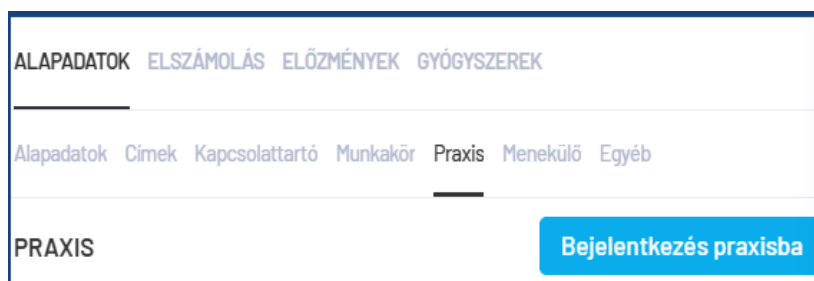 ALAPADATOK ELSZÁMOLÁS ELŐZMÉNYEK GYÓGYSZEREK
Alapadatok Címek Kapcsolattartó Munkakör Praxis Menekülő Egyéb
PRAXIS Bejelentkezés praxisba